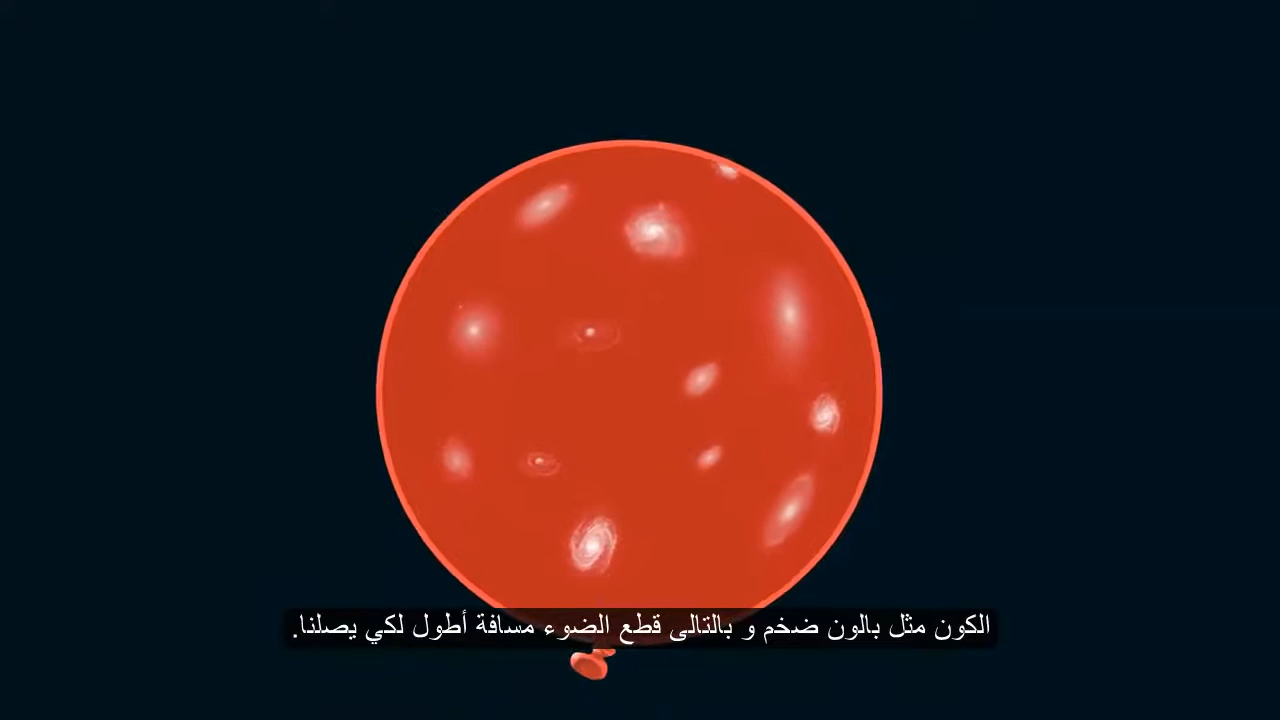 الكون مثل بالون ضخم و بالتالى قطع الضوء مسافة أطول لكي يصلنا.